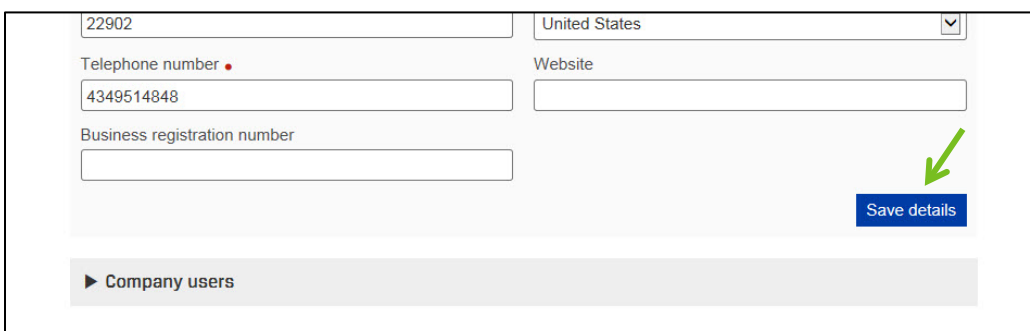 22902 United States
Telephone number Website
4349514848
Business registration number
Save details
Company users